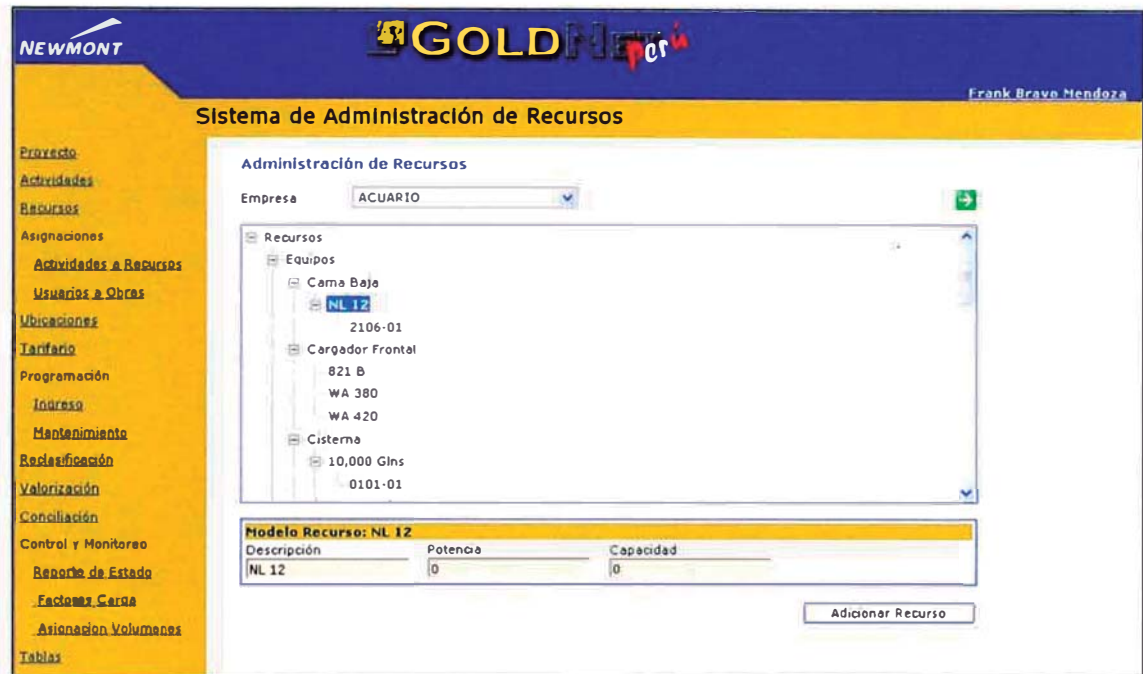 NEWMONT
GOLDNet perú
Frank Bravo Mendoza
Sistema de Administración de Recursos
Proyecto
Actividades
Recursos
Asignaciones
Actividades a Recursos
Usuarios a Obras
Ubicaciones
Tarifario
Programación
Ingreso
Mantenimiento
Reclasificación
Valorización
Conciliación
Control y Monitoreo
Reporte de Estado
Factores Carga
Asignacion Volumenes
Tablas
Administración de Recursos
Empresa ACUARIO
Recursos
Equipos
Cama Baja
NL 12
2106-01
Cargador Frontal
821 B
WA 380
WA 420
Cisterna
10,000 Glns
0101-01
Modelo Recurso: NL 12
Descripción Potencia Capacidad
NL 12 0 0
Adicionar Recurso